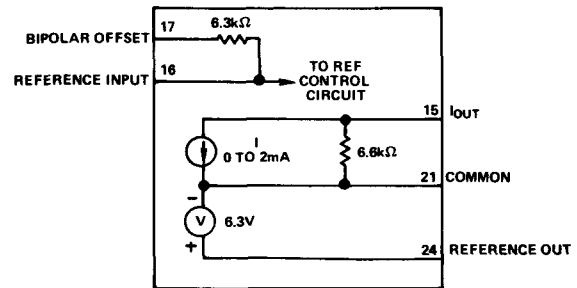 BIPOLAR OFFSET 17 6.3kΩ
REFERENCE INPUT 16
TO REF
CONTROL
CIRCUIT
15 IOUT
I
0 TO 2mA
6.6kΩ
21 COMMON
−
V 6.3V
+
24 REFERENCE OUT